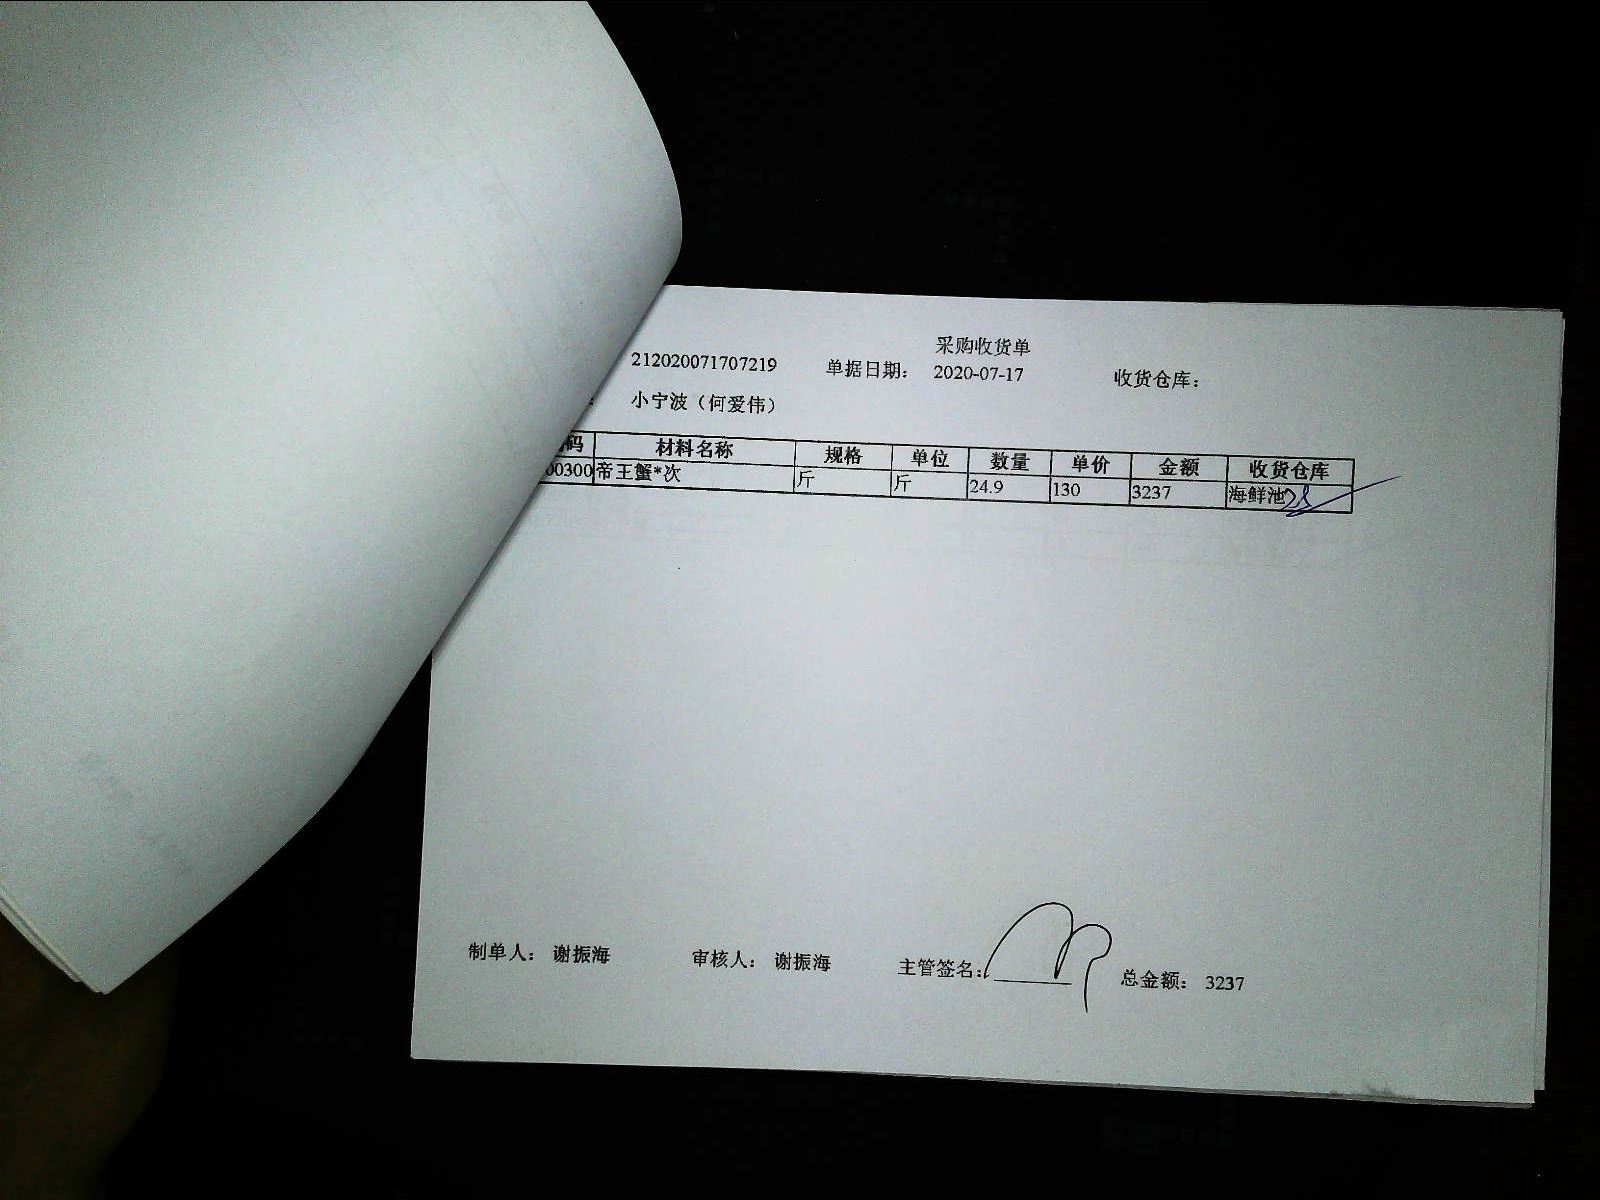 采购收货单
212020071707219 单据日期： 2020-07-17 收货仓库：
： 小宁波（何爱伟）
码 材料名称 规格 单位 数量 单价 金额 收货仓库
00300 帝王蟹*次 斤 斤 24.9 130 3237 海鲜池
制单人： 谢振海 审核人： 谢振海 主管签名： 总金额： 3237